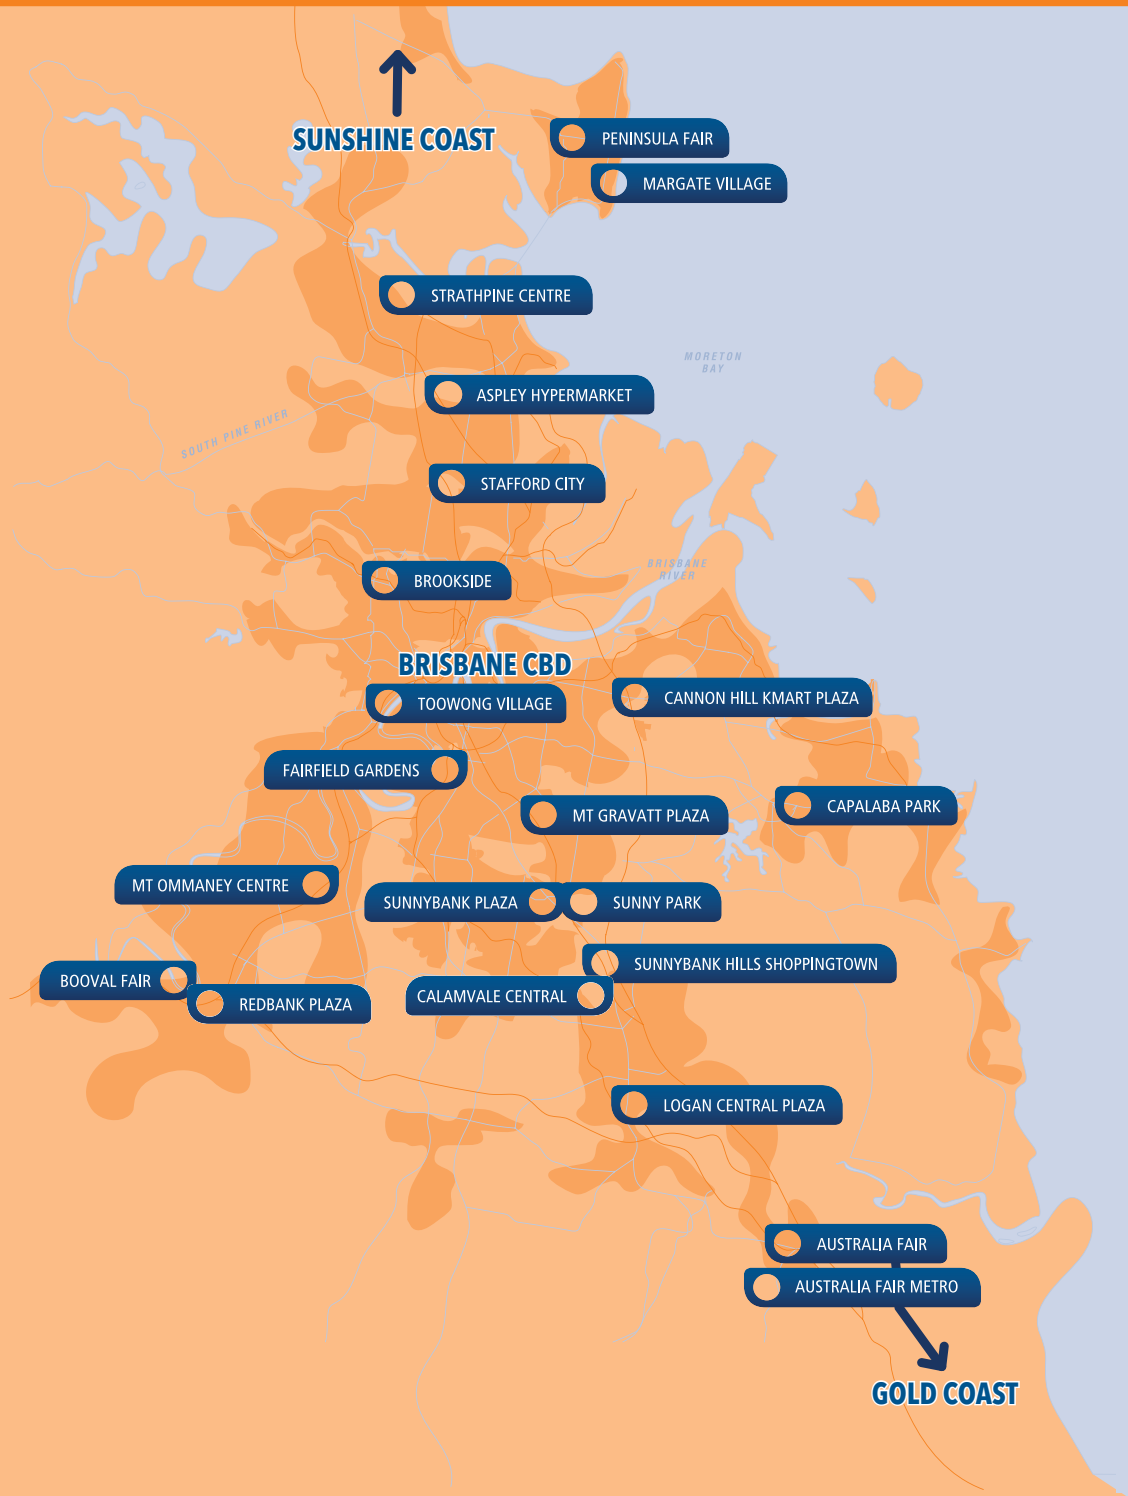 SUNSHINE COAST
PENINSULA FAIR
MARGATE VILLAGE
STRATHPINE CENTRE
MORETON
BAY
ASPLEY HYPERMARKET
SOUTH PINE RIVER
STAFFORD CITY
BRISBANE
RIVER
BROOKSIDE
BRISBANE CBD
CANNON HILL KMART PLAZA
TOOWONG VILLAGE
FAIRFIELD GARDENS
CAPALABA PARK
MT GRAVATT PLAZA
MT OMMANEY CENTRE
SUNNYBANK PLAZA
SUNNY PARK
SUNNYBANK HILLS SHOPPINGTOWN
BOOVAL FAIR
CALAMVALE CENTRAL
REDBANK PLAZA
LOGAN CENTRAL PLAZA
AUSTRALIA FAIR
AUSTRALIA FAIR METRO
GOLD COAST